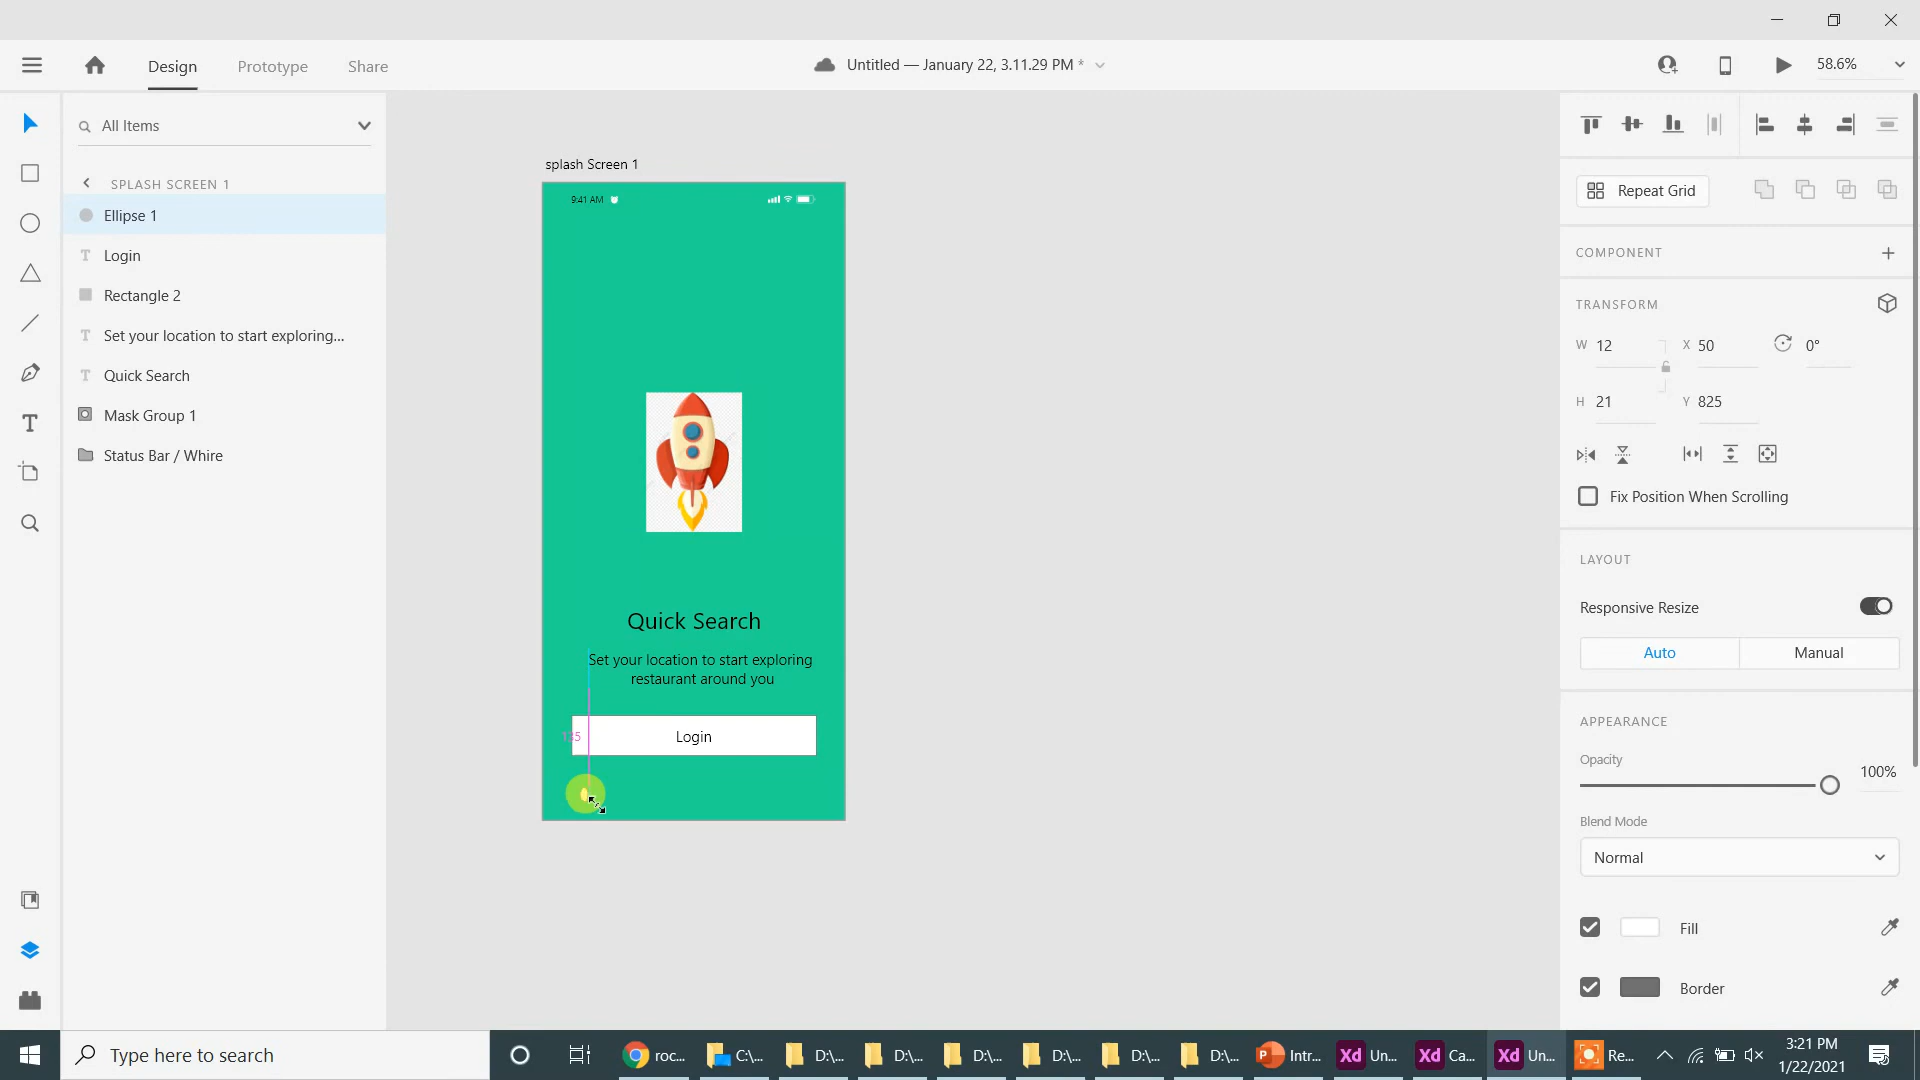 Design
Prototype
Share
Untitled — January 22, 3.11.29 PM *
58.6%
All Items
SPLASH SCREEN 1
Ellipse 1
Login
Rectangle 2
Set your location to start exploring...
Quick Search
Mask Group 1
Status Bar / Whire
splash Screen 1
9:41 AM
Quick Search
Set your location to start exploring
restaurant around you
Login
Repeat Grid
COMPONENT
TRANSFORM
W 12 X 50 0°
H 21 Y 825
Fix Position When Scrolling
LAYOUT
Responsive Resize
Auto Manual
APPEARANCE
Opacity
100%
Blend Mode
Normal
Fill
Border
Type here to search
roc...
C:\...
D:\...
D:\...
D:\...
D:\...
D:\...
D:\...
P Intr...
Xd Un...
Xd Ca...
Xd Un...
Re...
3:21 PM
1/22/2021